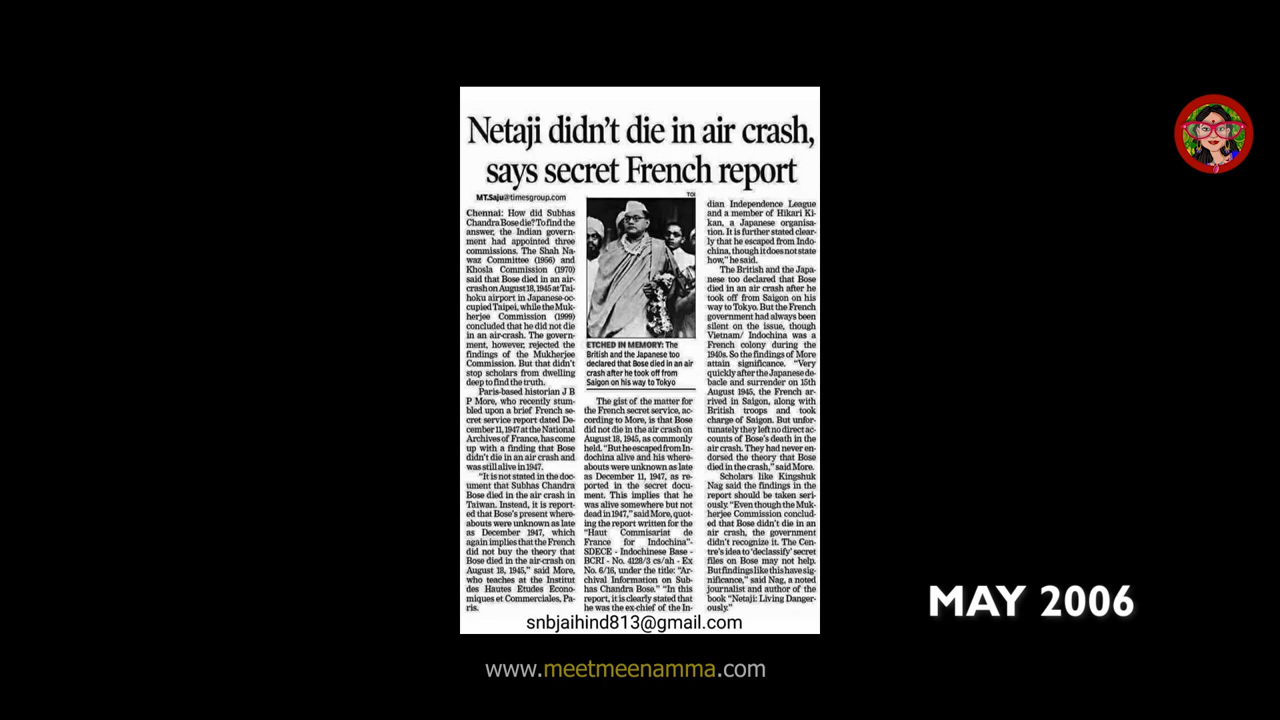 Netaji didn't die in air crash,
says secret French report
MT.Saju@timesgroup.com
Chennai: How did Subhas
Chandra Bose die? To find the
answer, the Indian govern-
ment had appointed three
commissions. The Shah Na-
waz Committee (1956) and
Khosla Commission (1970)
said that Bose died in an air-
crash on August 18, 1945 at Tai-
hoku airport in Japanese-oc-
cupied Taipei, while the Muk-
herjee Commission (1999)
concluded that he did not die
in an air-crash. The govern-
ment, however, rejected the
findings of the Mukherjee
Commission. But that didn't
stop scholars from dwelling
deep to find the truth.
Paris-based historian J B
P More, who recently stum-
bled upon a brief French se-
cret service report dated De-
cember 11, 1947 at the National
Archives of France, has come
up with a finding that Bose
didn't die in an air crash and
was still alive in 1947.
"It is not stated in the doc-
ument that Subhas Chandra
Bose died in the air crash in
Taiwan. Instead, it is report-
ed that Bose's present where-
abouts were unknown as late
as December 1947, which
again implies that the French
did not buy the theory that
Bose died in the air-crash on
August 18, 1945," said More,
who teaches at the Institut
des Hautes Etudes Econo-
miques et Commerciales, Pa-
ris.
TOI
ETCHED IN MEMORY: The
British and the Japanese too
declared that Bose died in an air
crash after he took off from
Saigon on his way to Tokyo
The gist of the matter for
the French secret service, ac-
cording to More, is that Bose
did not die in the air crash on
August 18, 1945, as commonly
held. "But he escaped from In-
dochina alive and his where-
abouts were unknown as late
as December 11, 1947, as re-
ported in the secret docu-
ment. This implies that he
was alive somewhere but not
dead in 1947," said More, quot-
ing the report written for the
"Haut Commisariat de
France for Indochina"-
SDECE - Indochinese Base -
BCRI - No. 4128/3 cs/ah - Ex
No. 6/16, under the title: "Ar-
chival Information on Sub-
has Chandra Bose." "In this
report, it is clearly stated that
he was the ex-chief of the In-
dian Independence League
and a member of Hikari Ki-
kan, a Japanese organisa-
tion. It is further stated clear-
ly that he escaped from Indo-
china, though it does not state
how," he said.
The British and the Japa-
nese too declared that Bose
died in an air crash after he
took off from Saigon on his
way to Tokyo. But the French
government had always been
silent on the issue, though
Vietnam/ Indochina was a
French colony during the
1940s. So the findings of More
attain significance. "Very
quickly after the Japanese de-
bacle and surrender on 15th
August 1945, the French ar-
rived in Saigon, along with
British troops and took
charge of Saigon. But unfor-
tunately they left no direct ac-
counts of Bose's death in the
air crash. They had never en-
dorsed the theory that Bose
died in the crash," said More.
Scholars like Kingshuk
Nag said the findings in the
report should be taken seri-
ously. "Even though the Muk-
herjee Commission conclud-
ed that Bose didn't die in an
air crash, the government
didn't recognize it. The Cen-
tre's idea to 'declassify' secret
files on Bose may not help.
But findings like this have sig-
nificance," said Nag, a noted
journalist and author of the
book "Netaji: Living Danger-
ously."
snbjaihind813@gmail.com
MAY 2006
www.meetmeenamma.com